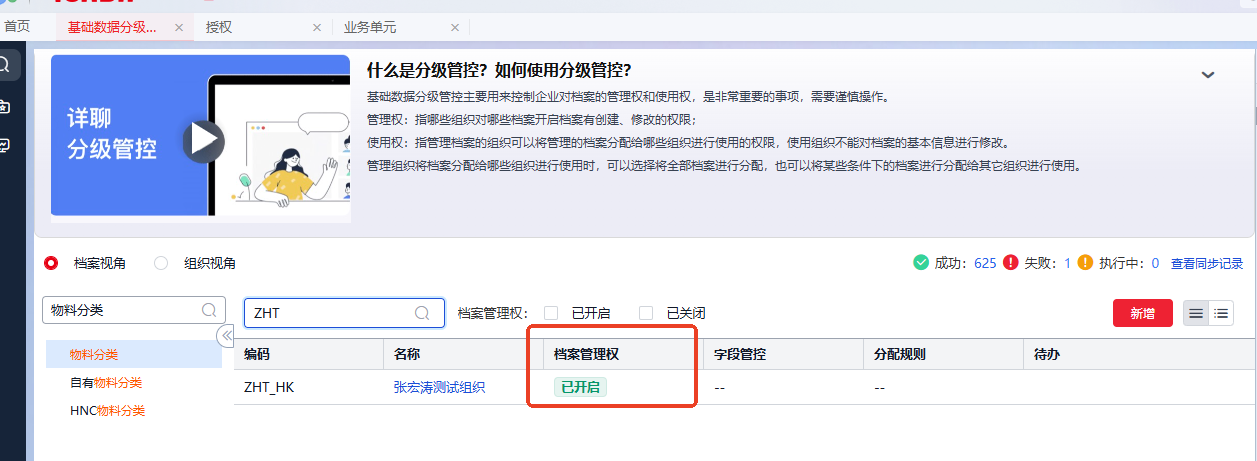 首页
基础数据分级...
授权
业务单元
详聊
分级管控
什么是分级管控？如何使用分级管控？
基础数据分级管控主要用来控制企业对档案的管理权和使用权，是非常重要的事项，需要谨慎操作。
管理权：指哪些组织对哪些档案开启档案有创建、修改的权限；
使用权：指管理档案的组织可以将管理的档案分配给哪些组织进行使用的权限，使用组织不能对档案的基本信息进行修改。
管理组织将档案分配给哪些组织进行使用时，可以选择将全部档案进行分配，也可以将某些条件下的档案进行分配给其它组织进行使用。
档案视角 组织视角
成功：625 失败：1 执行中：0 查看同步记录
物料分类
ZHT
档案管理权： 已开启 已关闭
新增
物料分类
自有物料分类
HNC物料分类
编码 名称 档案管理权 字段管控 分配规则 待办
ZHT_HK 张宏涛测试组织 已开启 -- --